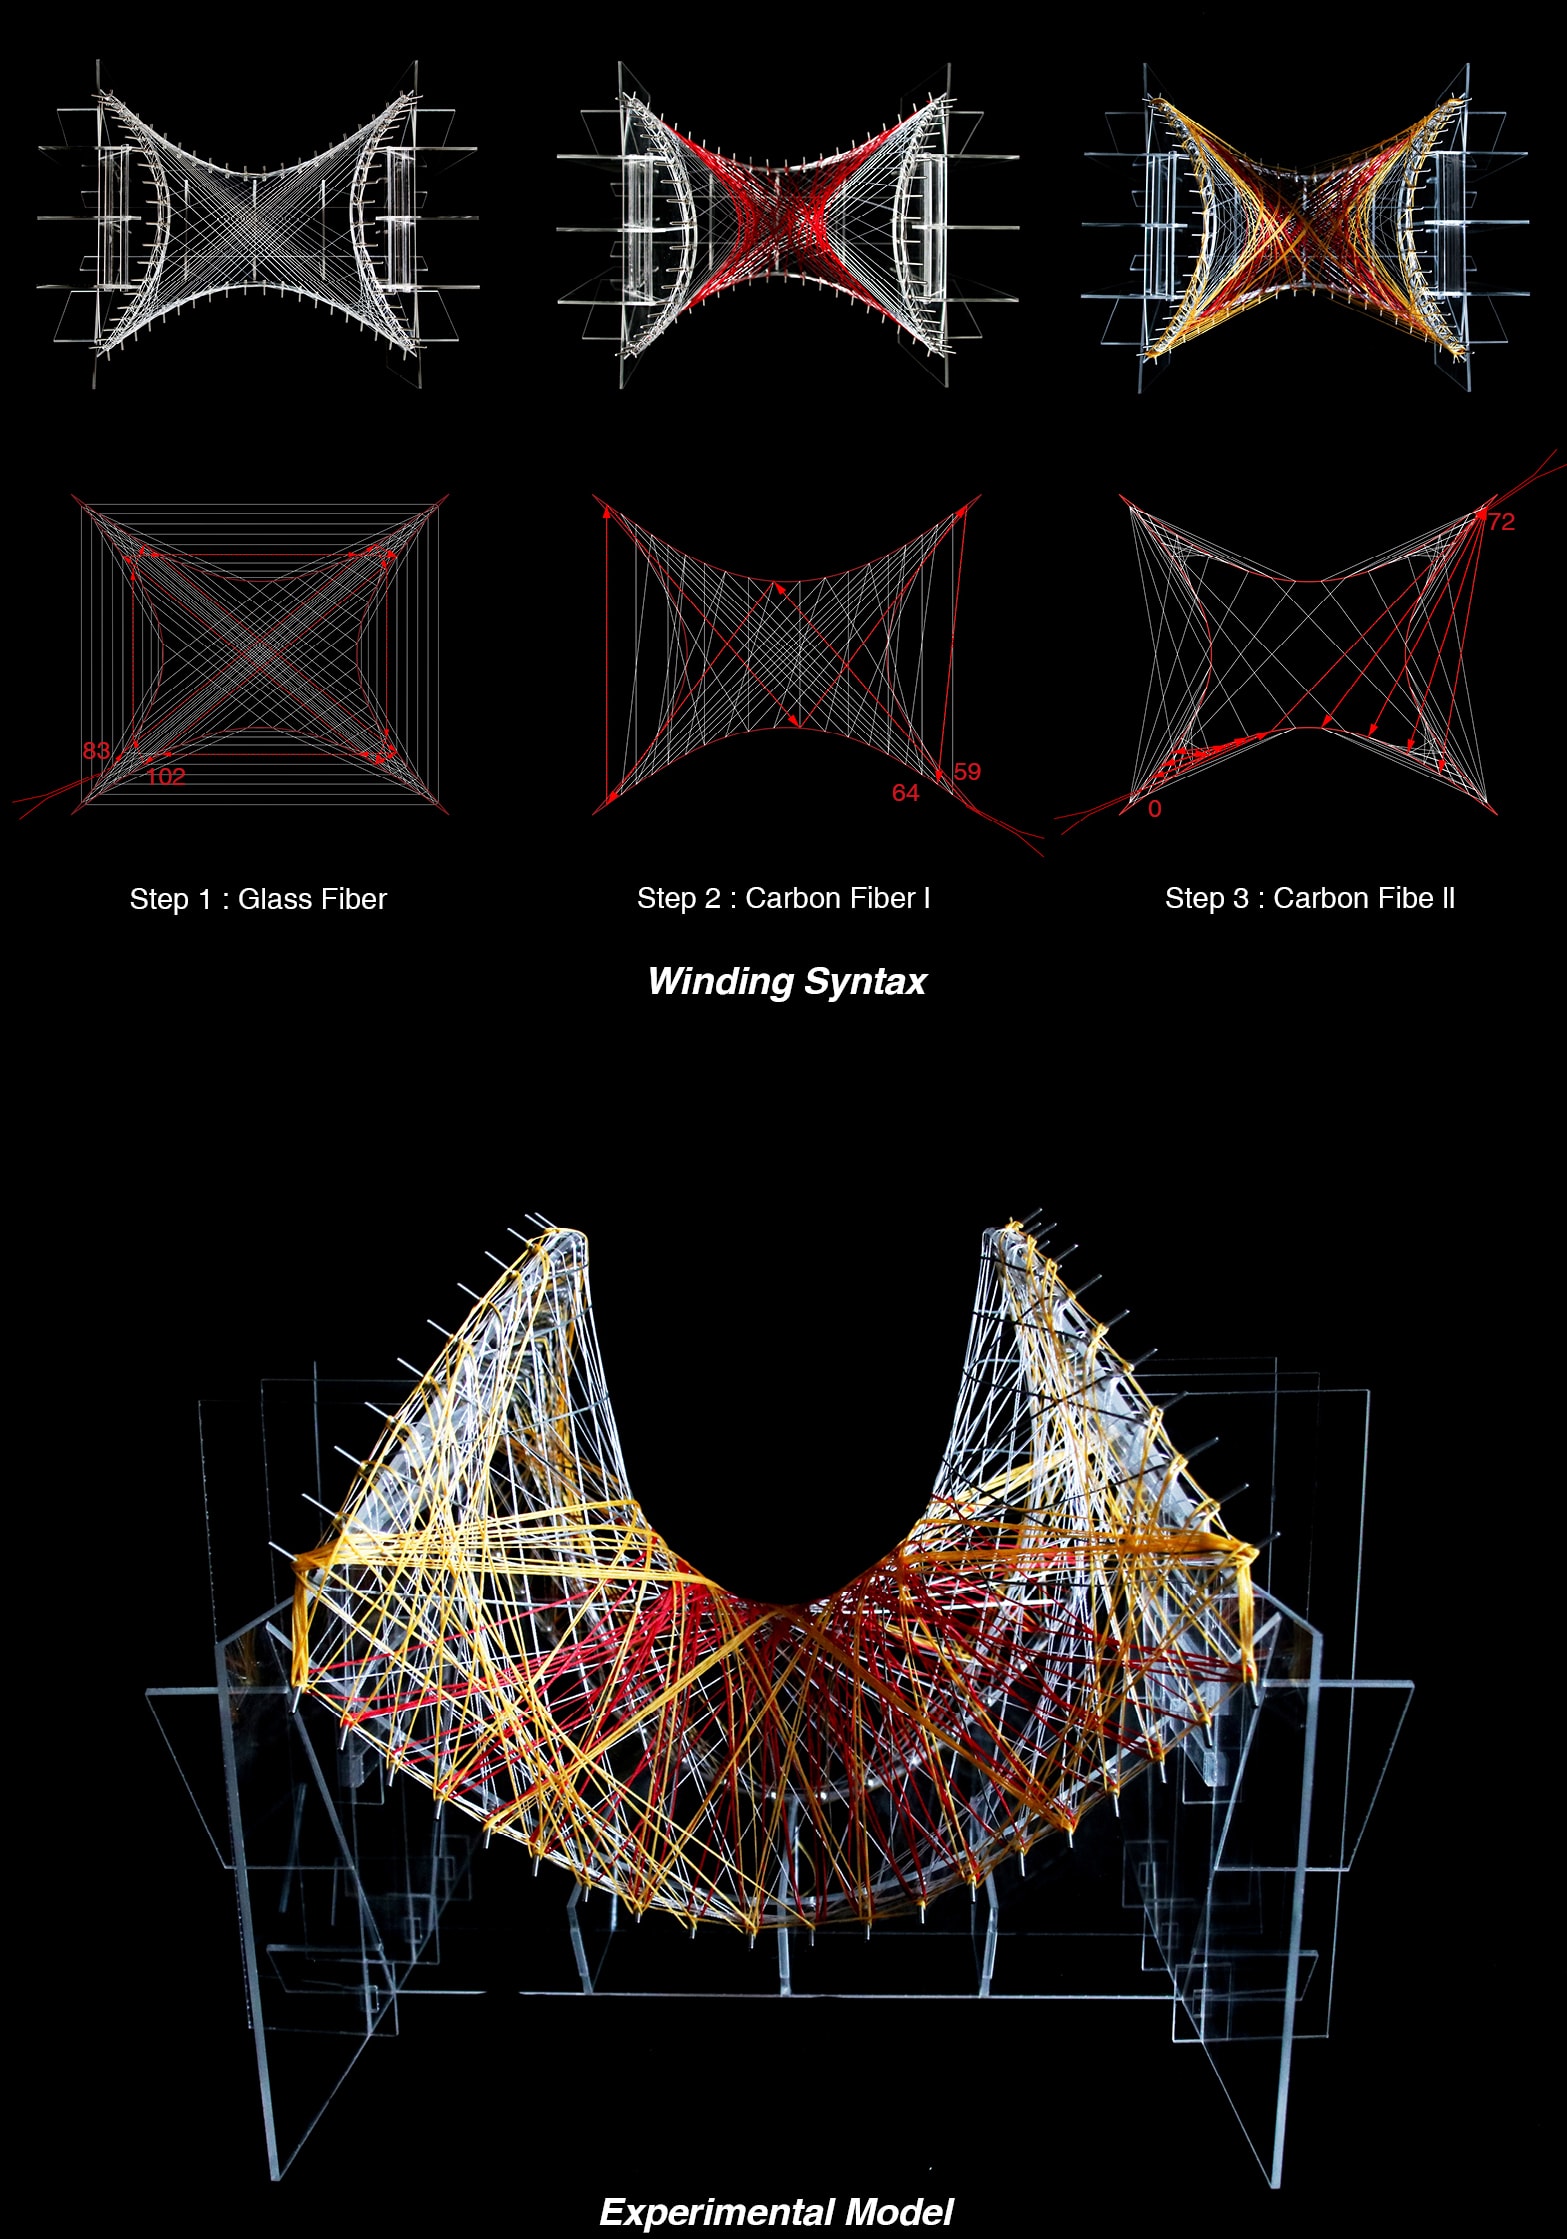 72
83
102
59
64
0
Step 1 : Glass Fiber
Step 2 : Carbon Fiber I
Step 3 : Carbon Fibe II
Winding Syntax
Experimental Model